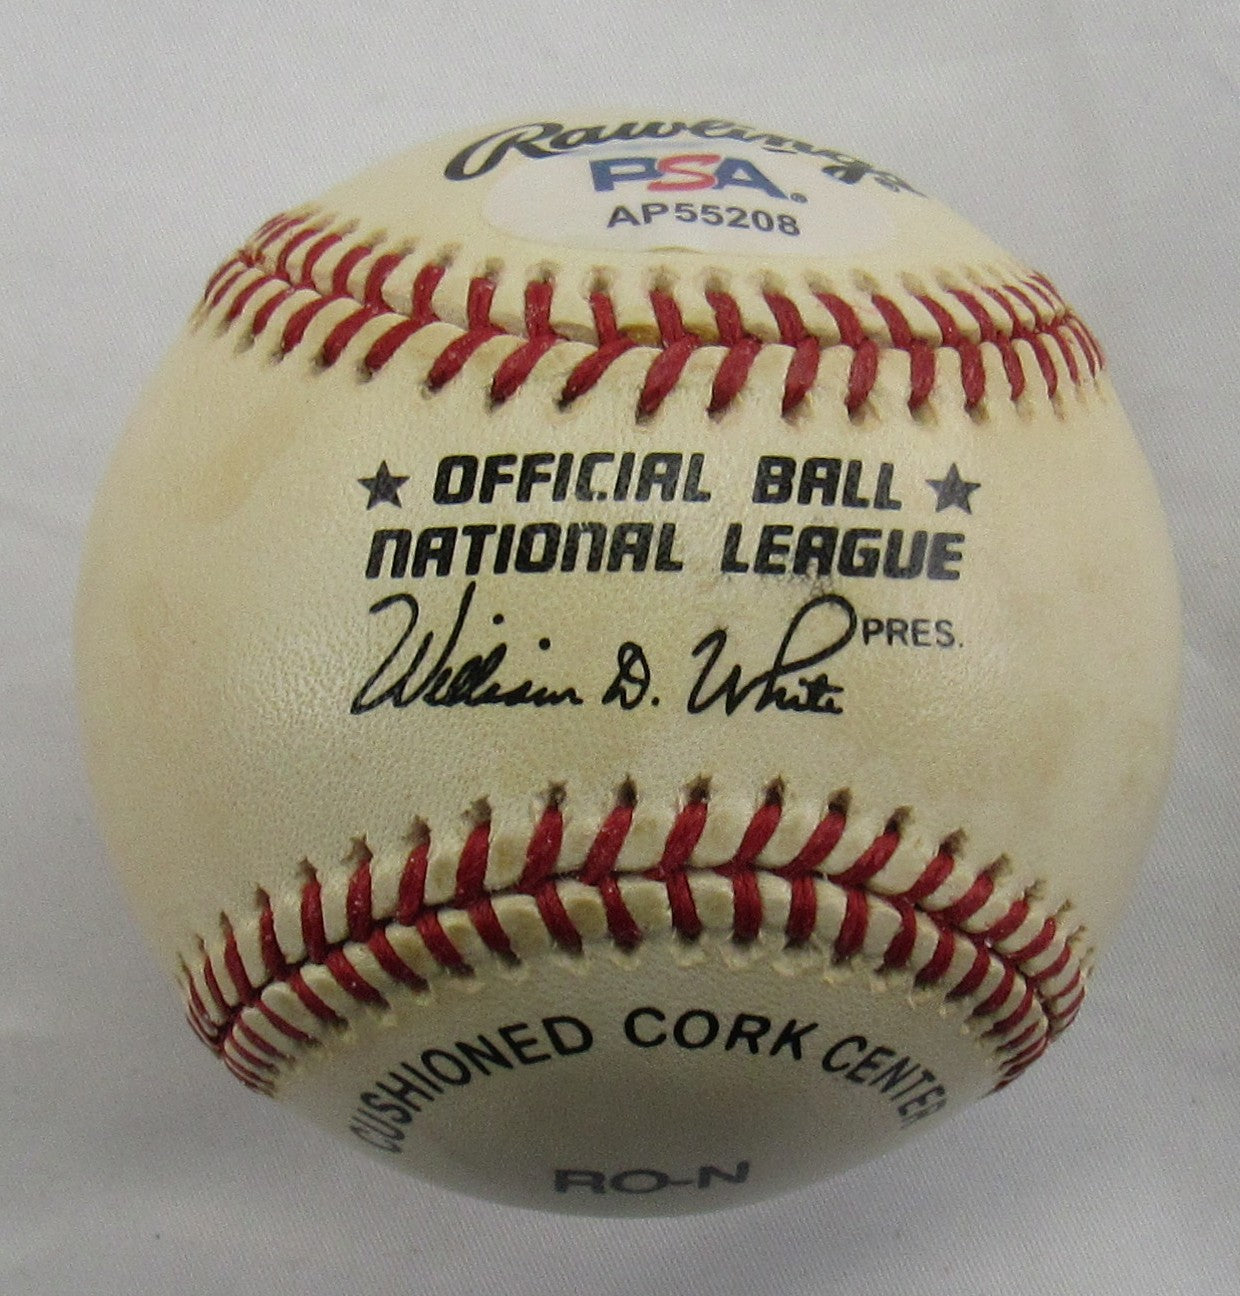 Rawlings
PSA®
AP55208
★ OFFICIAL BALL ★
NATIONAL LEAGUE
William D. White PRES.
CUSHIONED CORK CENTER
RO-N